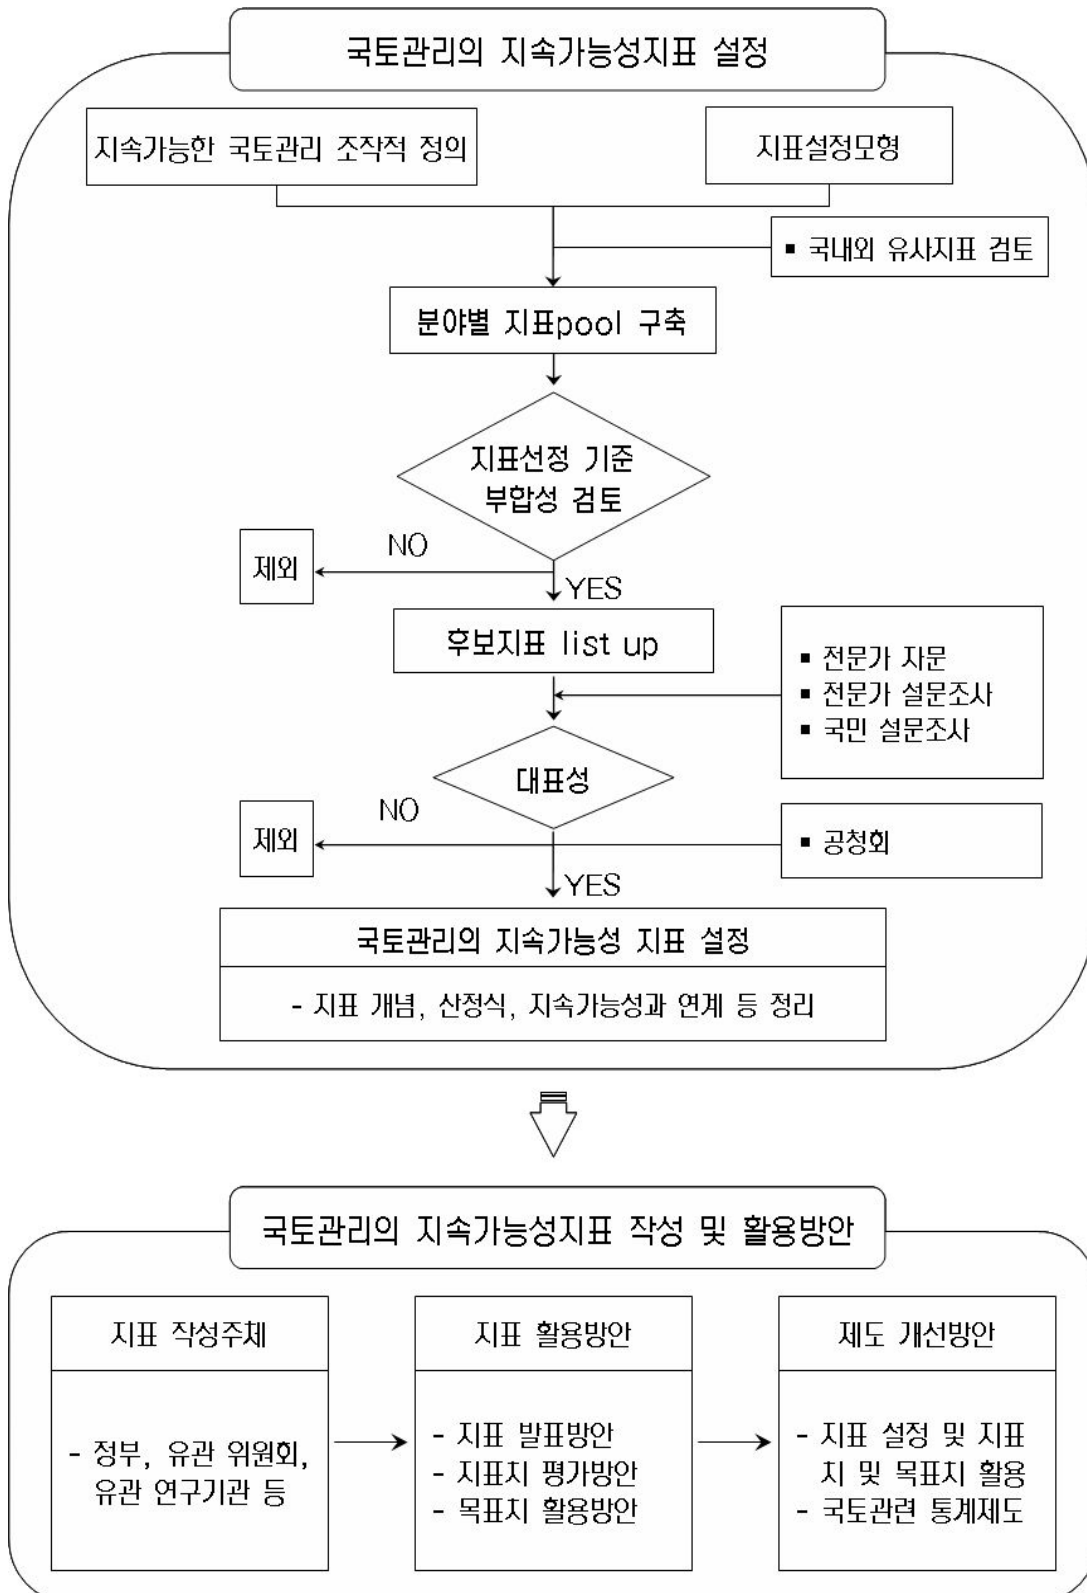 국토관리의 지속가능성지표 설정
지속가능한 국토관리 조작적 정의
지표설정모형
▪ 국내외 유사지표 검토
분야별 지표pool 구축
지표선정 기준
부합성 검토
NO
제외
YES
후보지표 list up
▪ 전문가 자문
▪ 전문가 설문조사
▪ 국민 설문조사
대표성
NO
제외
▪ 공청회
YES
국토관리의 지속가능성 지표 설정
- 지표 개념, 산정식, 지속가능성과 연계 등 정리
국토관리의 지속가능성지표 작성 및 활용방안
지표 작성주체
- 정부, 유관 위원회,
유관 연구기관 등
지표 활용방안
- 지표 발표방안
- 지표치 평가방안
- 목표치 활용방안
제도 개선방안
- 지표 설정 및 지표
치 및 목표치 활용
- 국토관련 통계제도